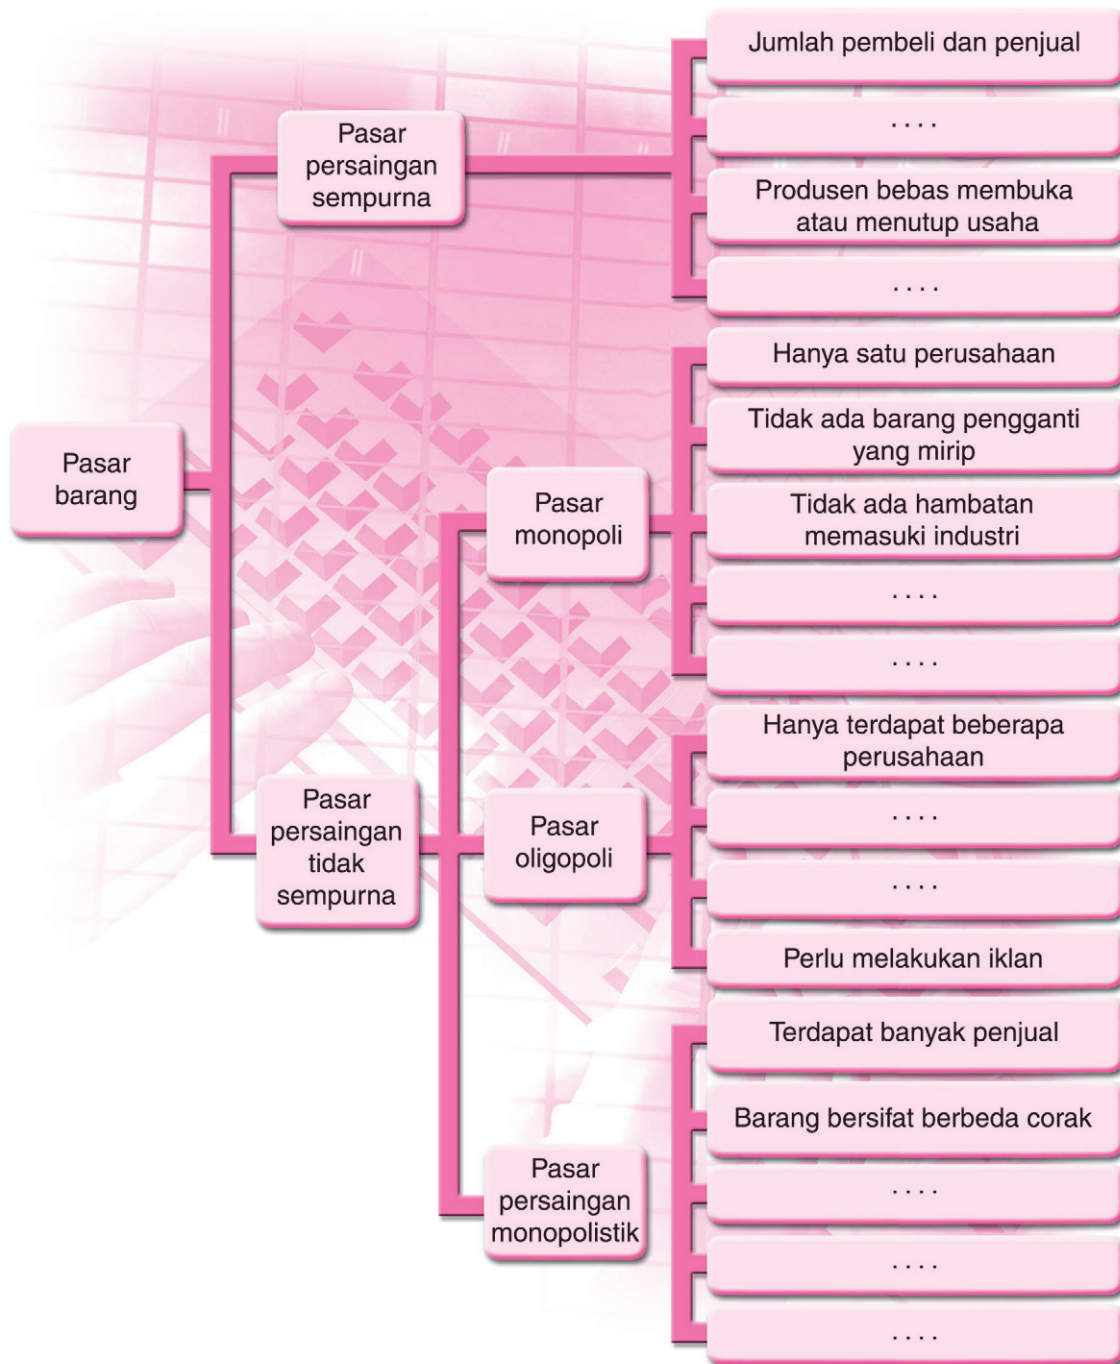 Pasar
barang
Pasar
persaingan
sempurna
Jumlah pembeli dan penjual
. . . .
Produsen bebas membuka
atau menutup usaha
. . . .
Pasar
persaingan
tidak
sempurna
Pasar
monopoli
Hanya satu perusahaan
Tidak ada barang pengganti
yang mirip
Tidak ada hambatan
memasuki industri
. . . .
. . . .
Pasar
oligopoli
Hanya terdapat beberapa
perusahaan
. . . .
. . . .
Perlu melakukan iklan
Pasar
persaingan
monopolistik
Terdapat banyak penjual
Barang bersifat berbeda corak
. . . .
. . . .
. . . .